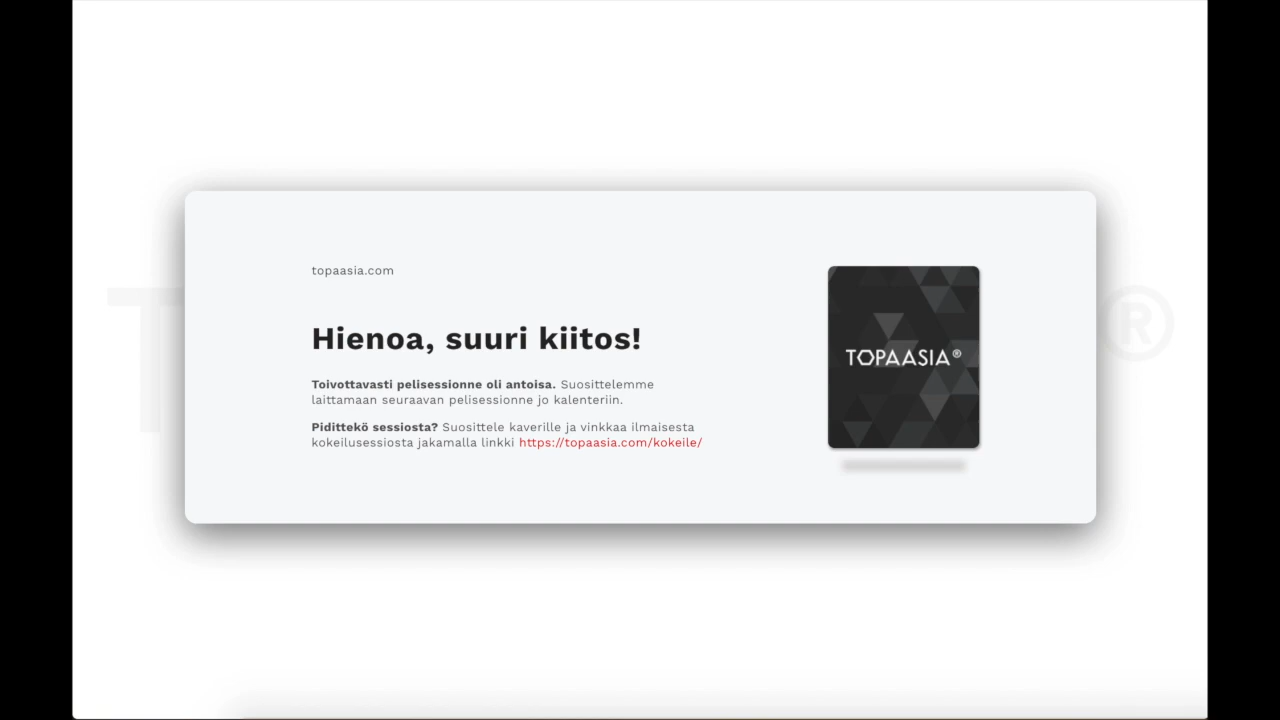 topaasia.com
Hienoa, suuri kiitos!
Toivottavasti pelisessionne oli antoisa. Suosittelemme
laittamaan seuraavan pelisessionne jo kalenteriin.
Pidittekö sessiosta? Suosittele kaverille ja vinkkaa ilmaisesta
kokeilusessiosta jakamalla linkki https://topaasia.com/kokeile/
TOPAASIA®
T ®